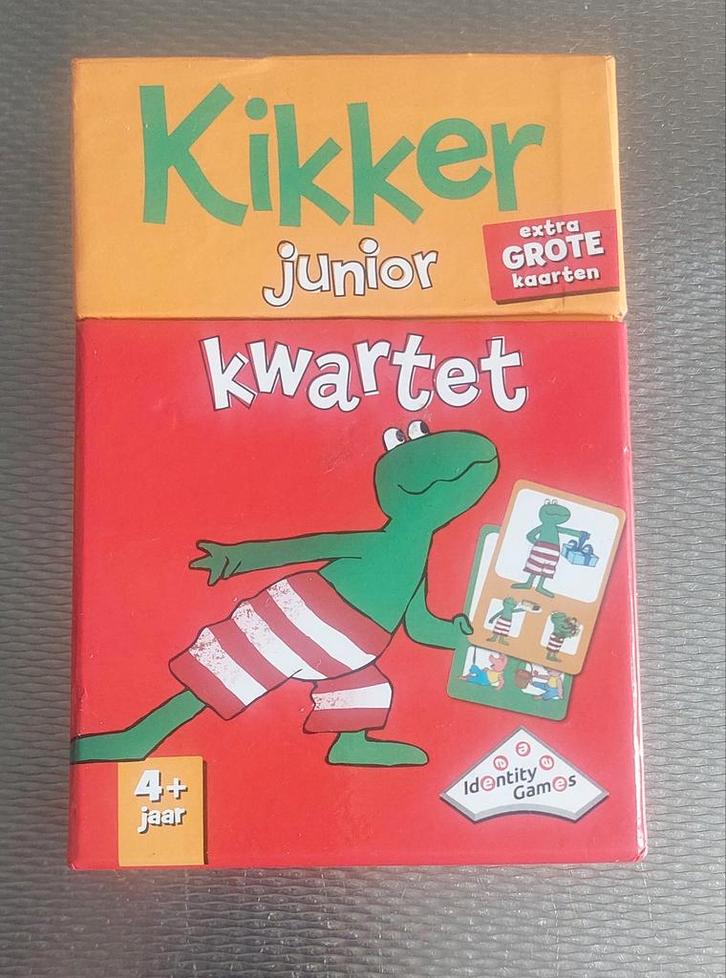 Kikker
junior
extra
GROTE
kaarten
kwartet
4+
jaar
Identity
Games